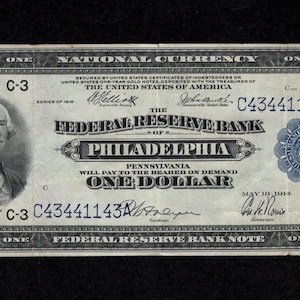 ONE NATIONAL CURRENCY ON
SECURED BY UNITED STATES CERTIFICATES OF INDEBTEDNESS OR
UNITED STATES ONE-YEAR GOLD NOTES, DEPOSITED WITH THE TREASURER OF
THE UNITED STATES OF AMERICA
C-3
SERIES OF 1918
C434411
THE
FEDERAL RESERVE BANK
OF
PHILADELPHIA
PENNSYLVANIA
WILL PAY TO THE BEARER ON DEMAND
ONE DOLLAR
C
MAY 18, 1914
C-3 C43441143A
Governor
ONE FEDERAL RESERVE BANK NOTE ON